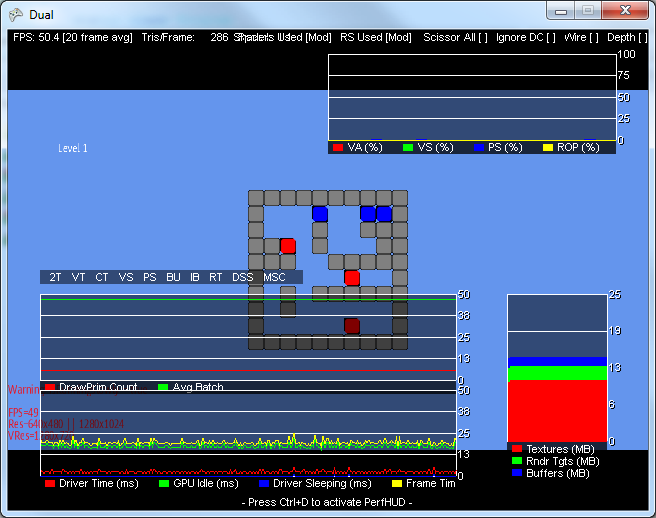 Dual
FPS: 50.4 [20 frame avg] Tris/Frame: 286 Used [Mod] RS Used [Mod] Scissor All [ ] Ignore DC [ ] Wire [ ] Depth [ ]
100
75
50
25
0
VA (%) VS (%) PS (%) ROP (%)
Level 1
2T VT CT VS PS BU IB RT DSS MSC
50
38
25
13
0
25
19
13
6
0
DrawPrim Count Avg Batch
50
38
25
13
0
FPS=49
Res=640x480 || 1280x1024
Textures (MB)
Rndr Tgts (MB)
Buffers (MB)
Driver Time (ms) GPU Idle (ms) Driver Sleeping (ms) Frame Tim
- Press Ctrl+D to activate PerfHUD -